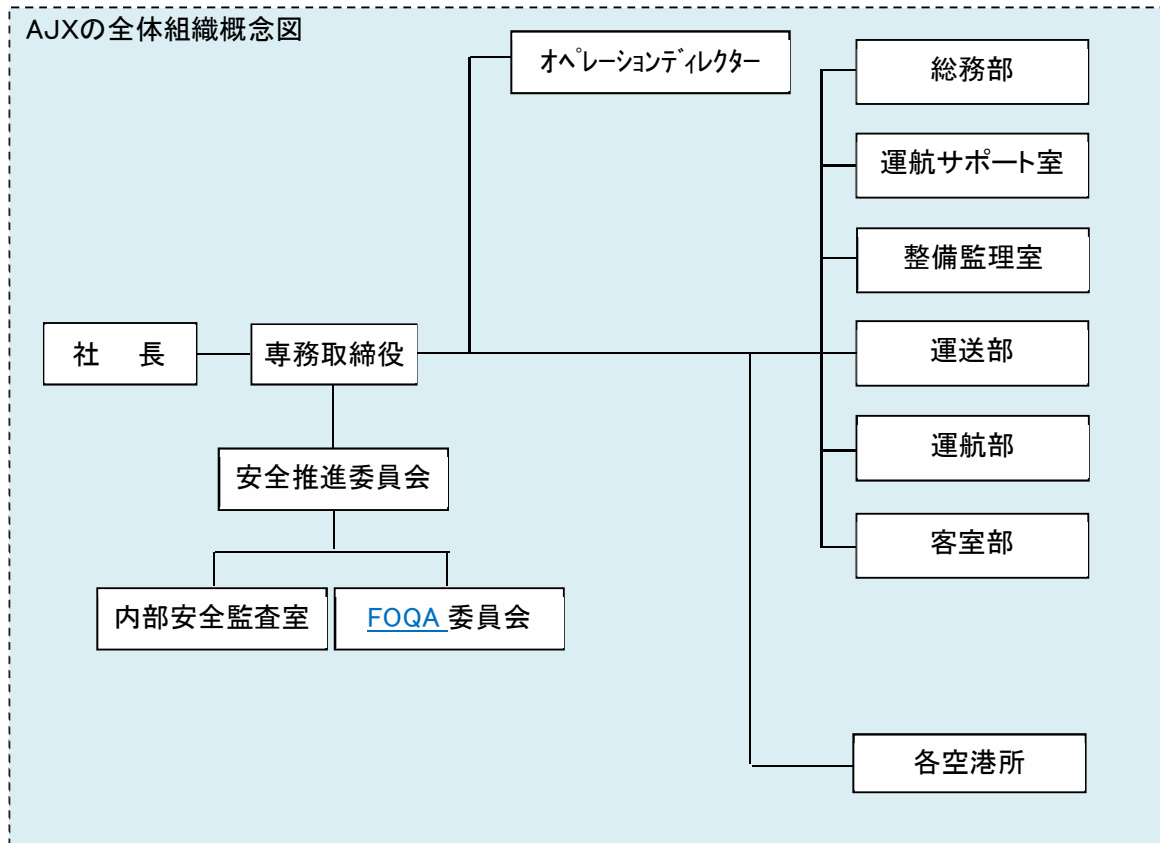 AJXの全体組織概念図
オペレーションディレクター
総務部
運航サポート室
整備監理室
社　長
専務取締役
運送部
運航部
安全推進委員会
客室部
内部安全監査室
FOQA 委員会
各空港所